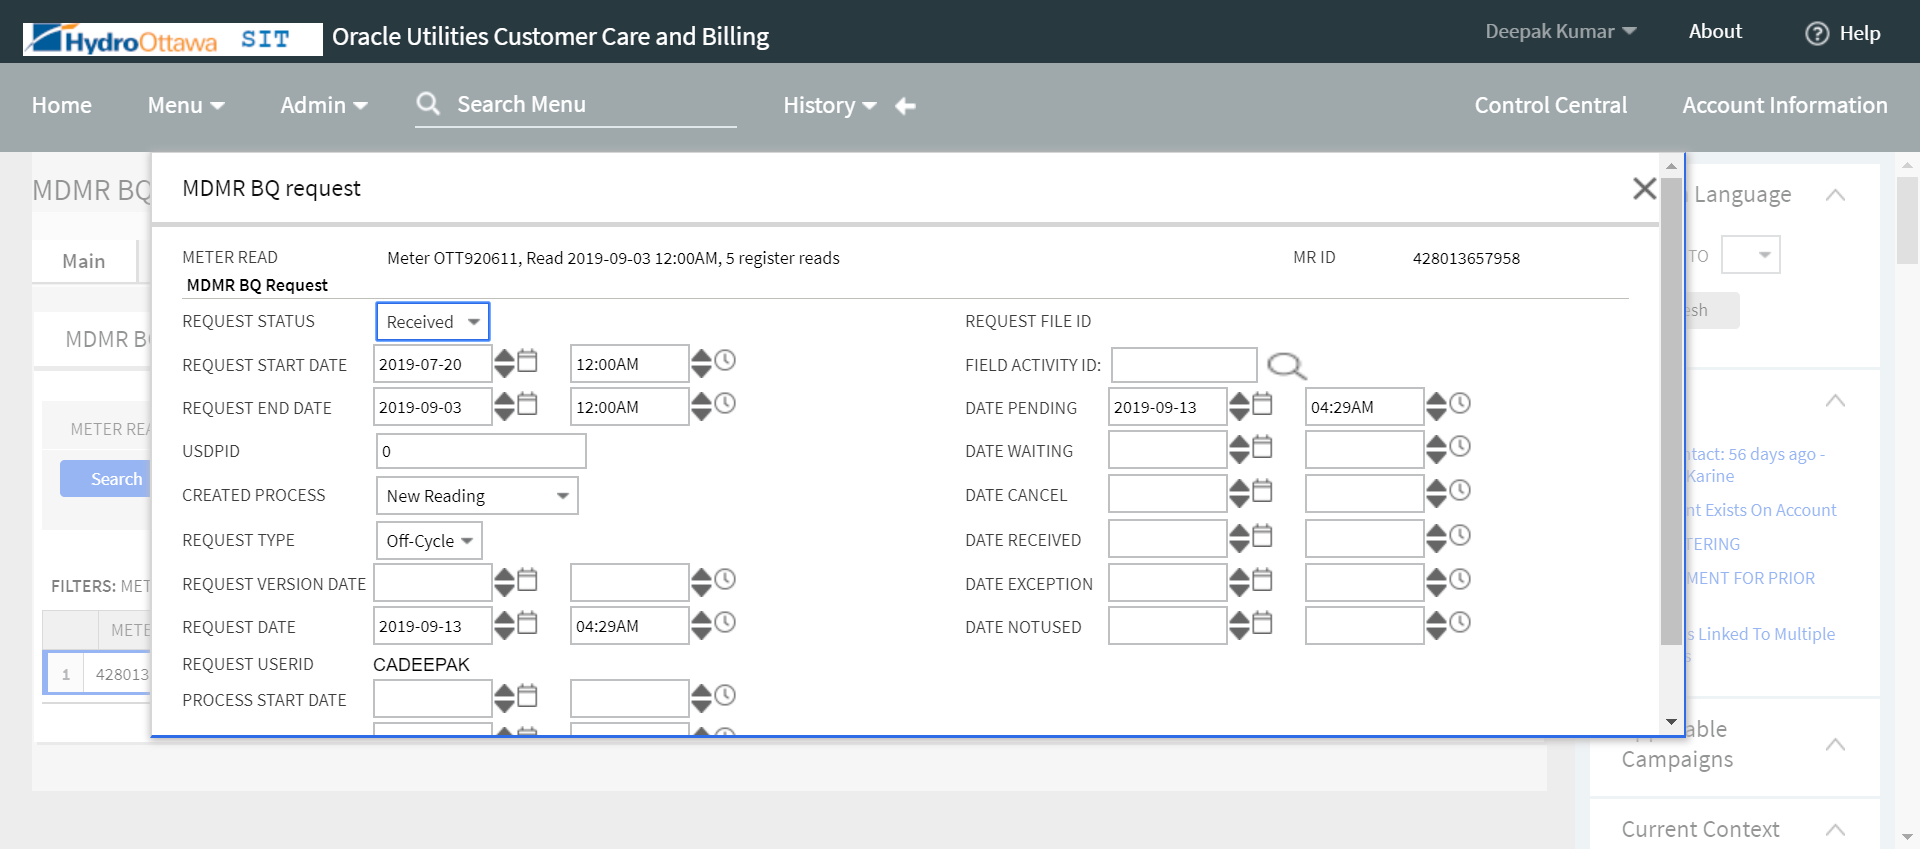 HydroOttawa SIT Oracle Utilities Customer Care and Billing Deepak Kumar About Help
Home Menu Admin Search Menu History Control Central Account Information
MDMR BQ
MDMR BQ request
Language
Main
METER READ Meter OTT920611, Read 2019-09-03 12:00AM, 5 register reads MR ID 428013657958
TO
MDMR BQ Request
REQUEST STATUS Received REQUEST FILE ID
esh
MDMR B
REQUEST START DATE 2019-07-20 12:00AM FIELD ACTIVITY ID:
REQUEST END DATE 2019-09-03 12:00AM DATE PENDING 2019-09-13 04:29AM
METER REA
USDPID 0 DATE WAITING
ntact: 56 days ago -
Karine
Search
CREATED PROCESS New Reading DATE CANCEL
nt Exists On Account
REQUEST TYPE Off-Cycle DATE RECEIVED
TERING
FILTERS: MET
REQUEST VERSION DATE DATE EXCEPTION
MENT FOR PRIOR
METE
REQUEST DATE 2019-09-13 04:29AM DATE NOTUSED
s Linked To Multiple
s
REQUEST USERID CADEEPAK
1 428013
PROCESS START DATE
able
Campaigns
Current Context